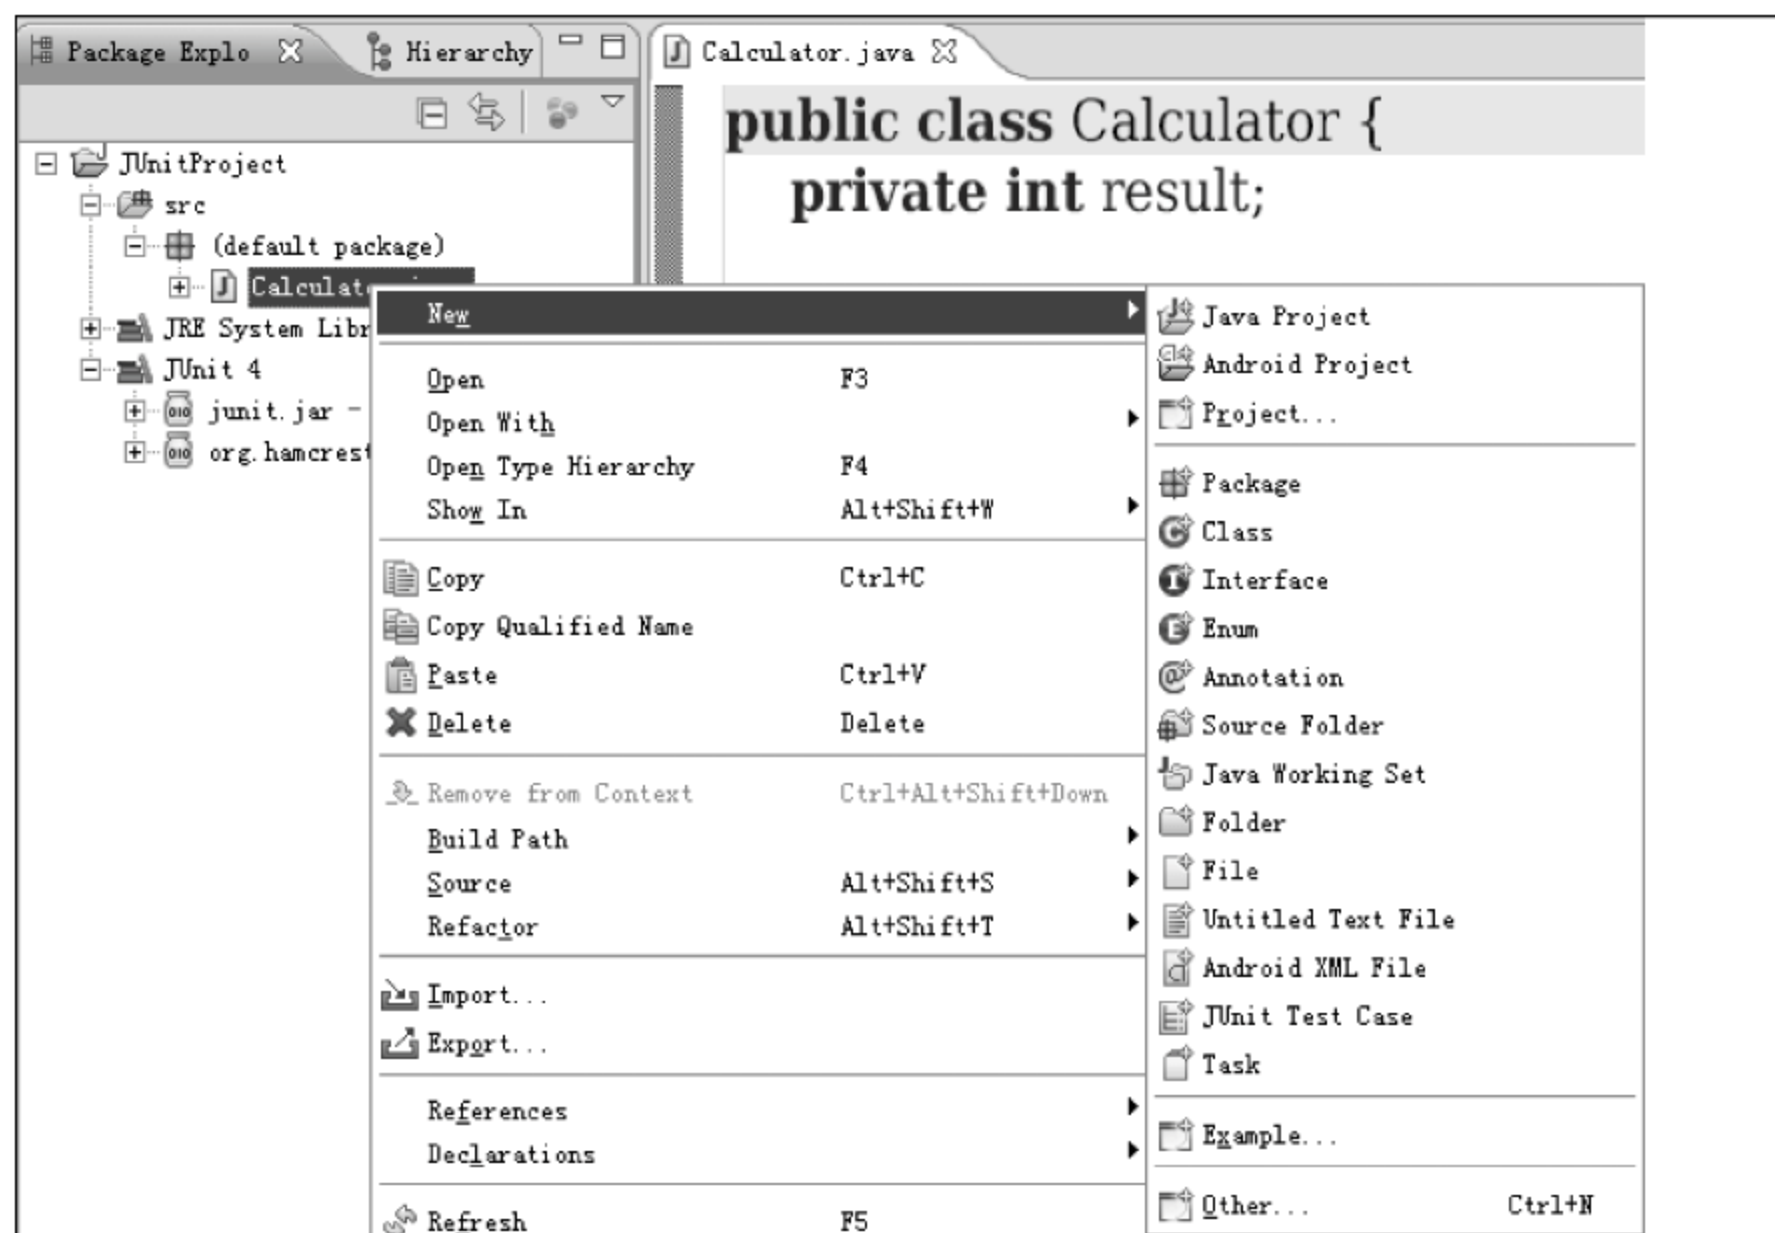 Package Explo
Hierarchy
Calculator.java
public class Calculator {
private int result;
JUnitProject
src
(default package)
JRE System Libr
JUnit 4
junit.jar -
org.hamcrest
New
Open F3
Open With
Open Type Hierarchy F4
Show In Alt+Shift+W
Copy Ctrl+C
Copy Qualified Name
Paste Ctrl+V
Delete Delete
Remove from Context Ctrl+Alt+Shift+Down
Build Path
Source Alt+Shift+S
Refactor Alt+Shift+T
Import...
Export...
References
Declarations
Refresh F5
Java Project
Android Project
Project...
Package
Class
Interface
Enum
Annotation
Source Folder
Java Working Set
Folder
File
Untitled Text File
Android XML File
JUnit Test Case
Task
Example...
Other... Ctrl+N